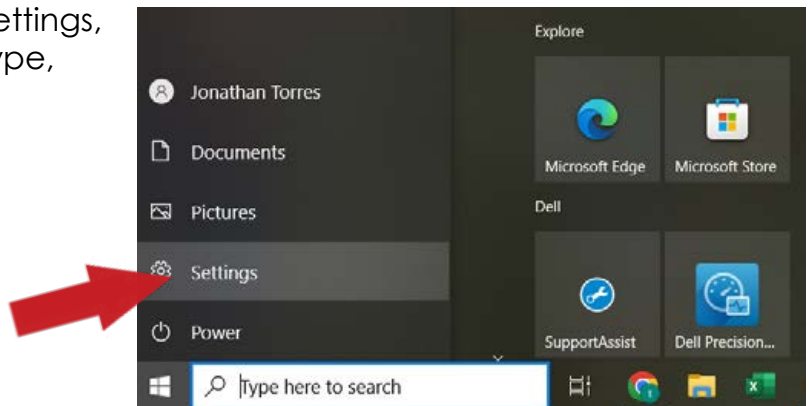 ettings,
ype,
Explore
Jonathan Torres
Documents
Microsoft Edge
Microsoft Store
Pictures
Dell
Settings
Power
SupportAssist
Dell Precision...
Type here to search